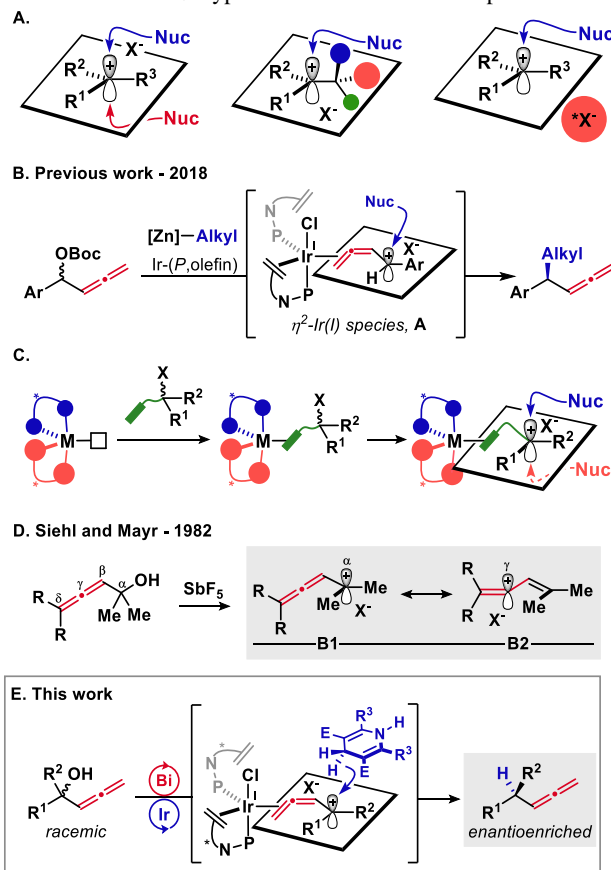 A.
X⁻ Nuc Nuc Nuc
R² R³ R² R² R³
R¹ R¹ R¹
+ + +
Nuc X⁻ *X⁻
B. Previous work - 2018
OBoc
Ar
[Zn]–Alkyl
Ir-(P,olefin)
N
P
Cl
Ir
I
N
P
Nuc
X⁻
+
H
Ar
η²-Ir(I) species, A
Alkyl
Ar
C.
* M *
X
R²
R¹
* M *
X
R²
R¹
* M *
Nuc
X⁻
+
R¹
R²
Nuc
D. Siehl and Mayr - 1982
R
R
δ
γ
β
α
OH
Me Me
SbF₅
R
R
α
+
Me
Me
X⁻
B1
R
R
γ
+
X⁻
Me
Me
B2
E. This work
R² OH
R¹
racemic
Bi
Ir
* N
P
Cl
Ir
I
* N
P
R³
N
H
E
R³
H
H
E
X⁻
+
R¹
R²
H R²
R¹
enantioenriched